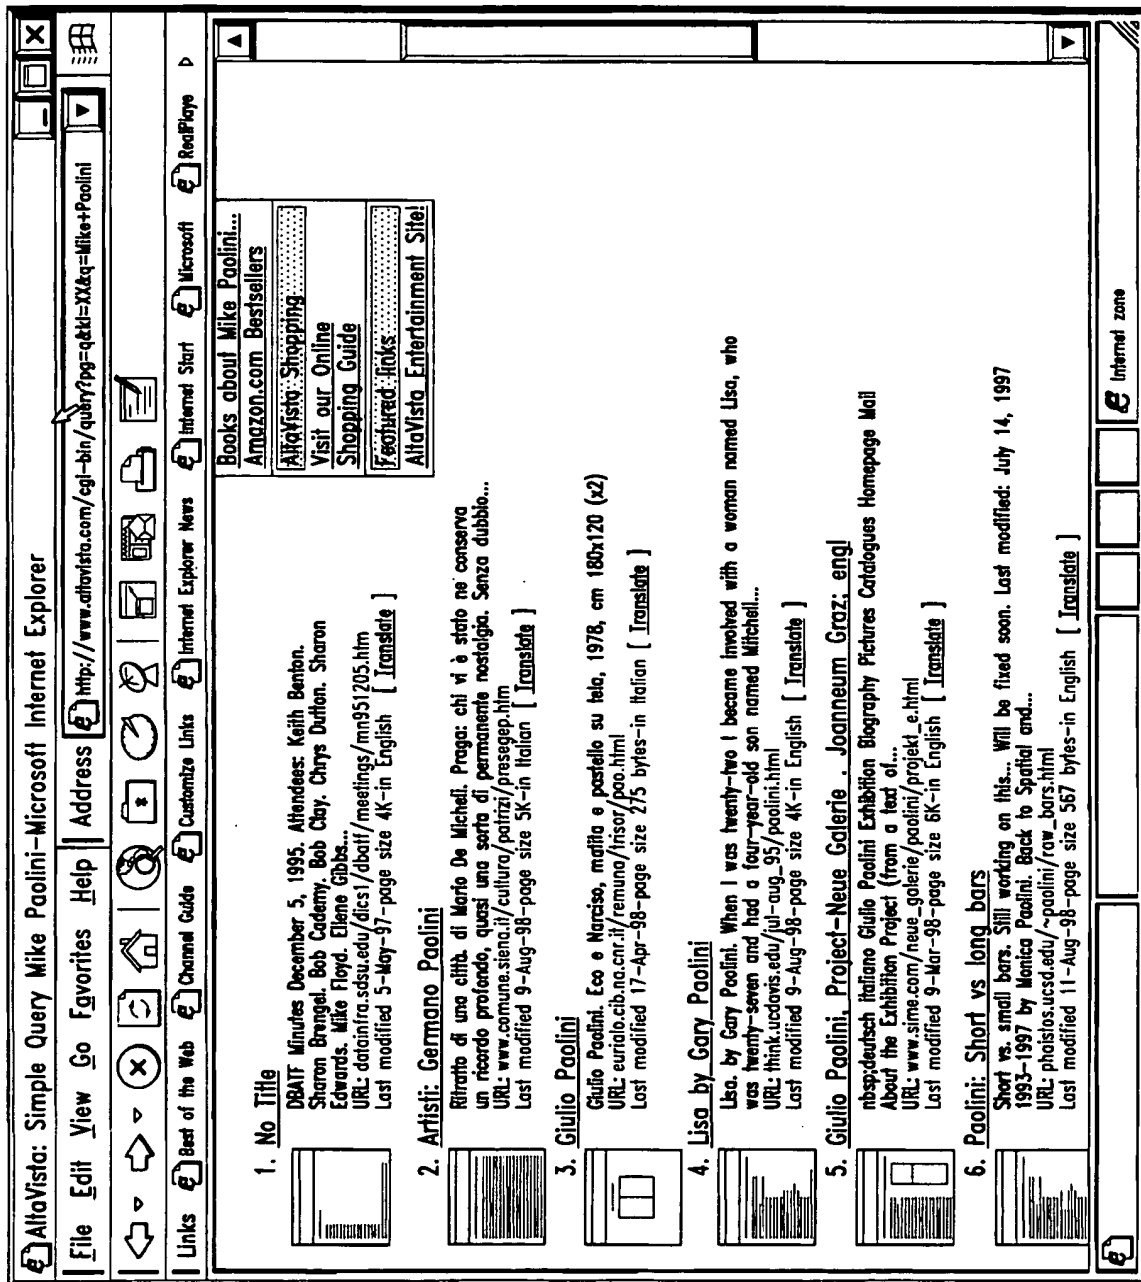 AltaVista: Simple Query Mike Paolini-Microsoft Internet Explorer
File Edit View Go Favorites Help Address http://www.altavista.com/cgi-bin/query?pg=q&kl=XX&q=Mike+Paolini
Links Best of the Web Channel Guide Customize Links Internet Explorer News Internet Start Microsoft RealPlaye
Books about Mike Paolini...
Amazon.com Bestsellers
AltaVista Shopping
Visit our Online
Shopping Guide
Featured links
AltaVista Entertainment Site!
1. No Title
DBAIT Minutes December 5, 1995. Attendees: Keith Benton.
Sharon Brengel. Bob Cademy. Bob Clay. Chrys Dutton. Sharon
Edwards. Mike Floyd. Eliene Gibbs...
URL: datainfra.sdsu.edu/dics1/dbatf/meetings/mn951205.htm
Last modified 5-May-97-page size 4K-in English [ Translate ]
2. Artisti: Germano Paolini
Ritratto di una città. di Mario De Micheli. Praga: chi vi è stato ne conserva
un ricordo profondo, quasi una sorta di permanente nostalgia. Senza dubbio...
URL: www.comune.siena.it/cultura/patrizi/presegep.htm
Last modified 9-Aug-98-page size 5K-in Italian [ Translate ]
3. Giulio Paolini
Giulio Paolini. Eco e Narciso, matita e pastello su tela, 1978, cm 180x120 (x2)
URL: eurialo.cib.na.cnr.it/remuna/trisor/pao.html
Last modified 17-Apr-98-page size 275 bytes-in Italian [ Translate ]
4. Lisa by Gary Paolini
Lisa. by Gary Paolini. When I was twenty-two I became involved with a woman named Lisa, who
was twenty-seven and had a four-year-old son named Mitchell...
URL: think.ucdavis.edu/jul-aug_95/paolini.html
Last modified 9-Aug-98-page size 4K-in English [ Translate ]
5. Giulio Paolini, Project-Neue Galerie . Joanneum Graz; engl
nbsp;deutsch italiano Giulio Paolini Exhibition Biography Pictures Catalogues Homepage Mail
About the Exhibition Project (from a text of...
URL: www.sime.com/neue_galerie/paolini/projekt_e.html
Last modified 9-Mar-98-page size 6K-in English [ Translate ]
6. Paolini: Short vs long bars
Short vs. small bars. Still working on this... Will be fixed soon. Last modified: July 14, 1997
1993-1997 by Monica Paolini. Back to Spatial and...
URL: phaistos.ucsd.edu/~paolini/raw_bars.html
Last modified 11-Aug-98-page size 567 bytes-in English [ Translate ]
Internet zone